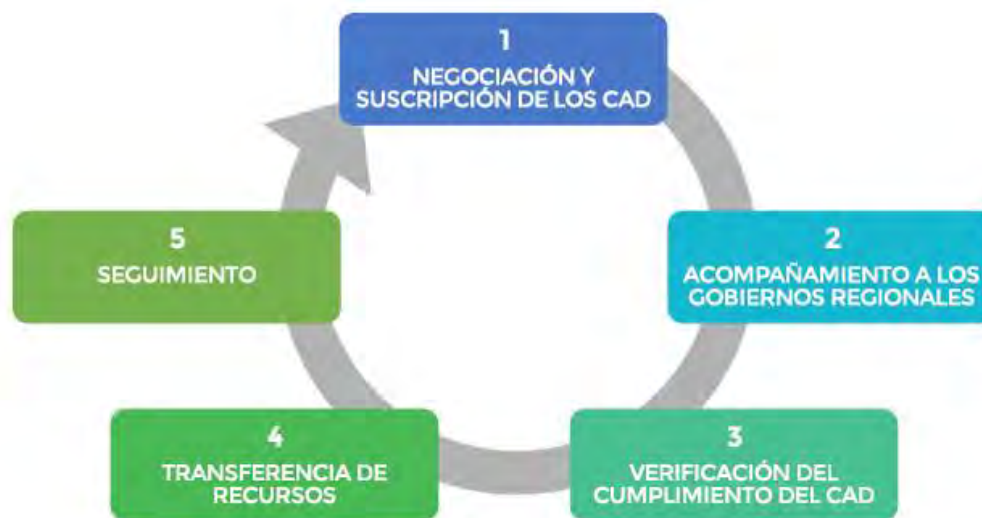 1
NEGOCIACIÓN Y
SUSCRIPCIÓN DE LOS CAD
2
ACOMPAÑAMIENTO A LOS
GOBIERNOS REGIONALES
3
VERIFICACIÓN DEL
CUMPLIMIENTO DEL CAD
4
TRANSFERENCIA DE
RECURSOS
5
SEGUIMIENTO